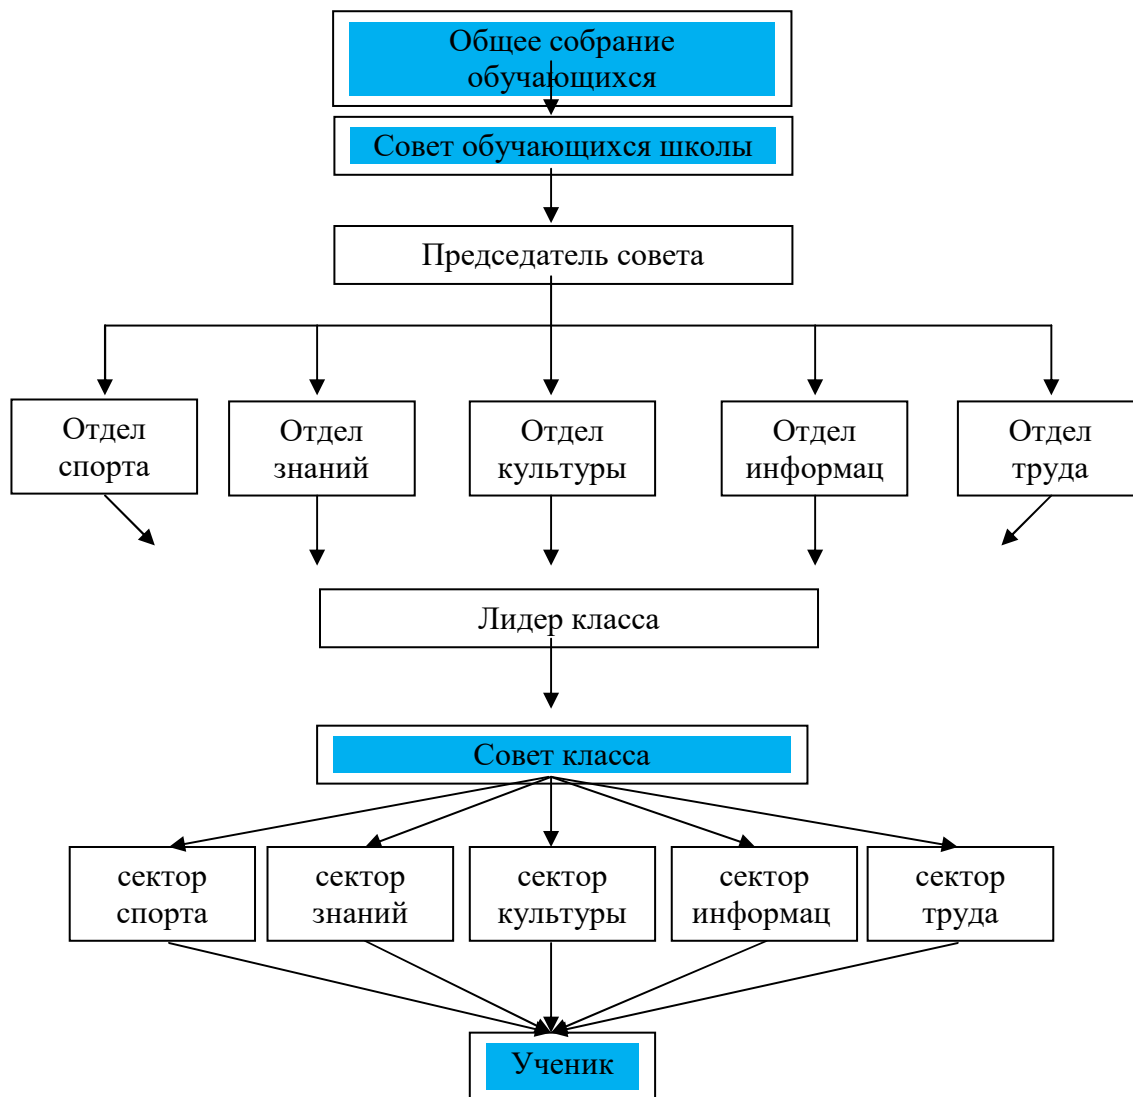 Общее собрание
обучающихся
Совет обучающихся школы
Председатель совета
Отдел
спорта
Отдел
знаний
Отдел
культуры
Отдел
информац
Отдел
труда
Лидер класса
Совет класса
сектор
спорта
сектор
знаний
сектор
культуры
сектор
информац
сектор
труда
Ученик